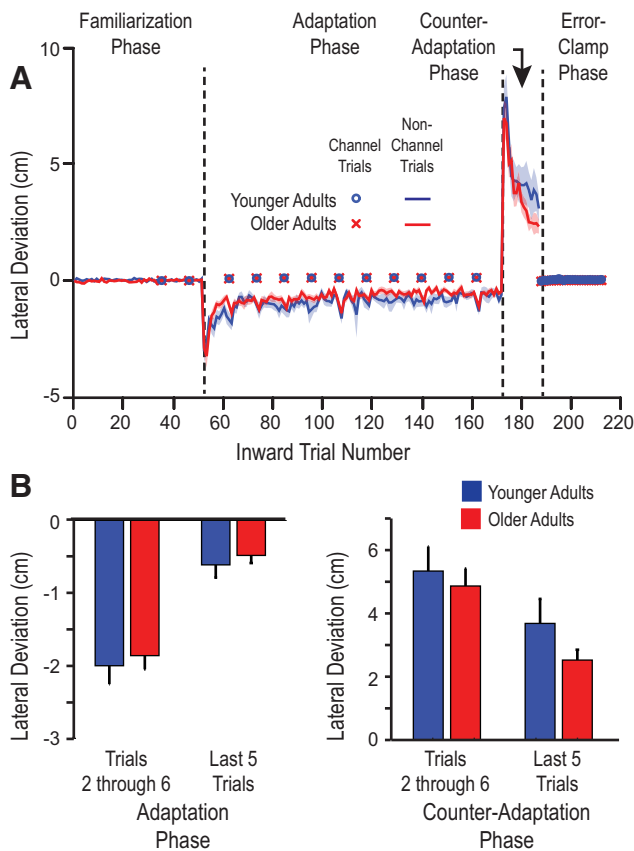 A
Familiarization
Phase
Adaptation
Phase
Counter-
Adaptation
Phase
Error-
Clamp
Phase
Lateral Deviation (cm)
10
5
0
-5
Channel
Trials
Non-
Channel
Trials
Younger Adults
Older Adults
0 20 40 60 80 100 120 140 160 180 200 220
Inward Trial Number
B
Lateral Deviation (cm)
0
-1
-2
-3
Trials
2 through 6
Last 5
Trials
Adaptation
Phase
Younger Adults
Older Adults
Lateral Deviation (cm)
6
4
2
0
Trials
2 through 6
Last 5
Trials
Counter-Adaptation
Phase